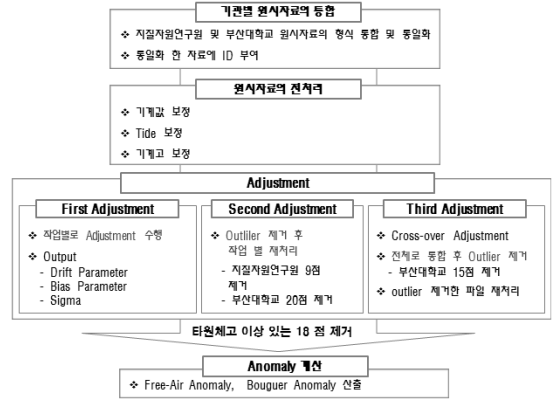 기관별 원시자료의 통합
❖ 지질자원연구원 및 부산대학교 원시자료의 형식 통합 및 통일화
❖ 통일화 한 자료에 ID 부여
원시자료의 전처리
❖ 기계값 보정
❖ Tide 보정
❖ 기계고 보정
Adjustment
First Adjustment
❖ 작업별로 Adjustment 수행
❖ Output
- Drift Parameter
- Bias Parameter
- Sigma
Second Adjustment
❖ Outliler 제거 후
작업 별 재처리
- 지질자원연구원 9점
제거
- 부산대학교 20점 제거
Third Adjustment
❖ Cross-over Adjustment
❖ 전체로 통합 후 Outlier 제거
- 부산대학교 15점 제거
❖ outlier 제거한 파일 재처리
타원체고 이상 있는 18 점 제거
Anomaly 계산
❖ Free-Air Anomaly, Bouguer Anomaly 산출